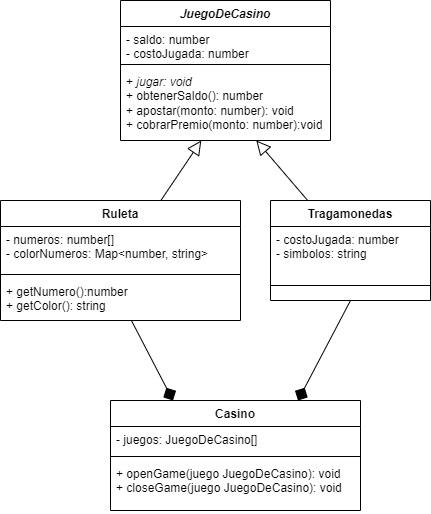 JuegoDeCasino
- saldo: number
- costoJugada: number
+ jugar: void
+ obtenerSaldo(): number
+ apostar(monto: number): void
+ cobrarPremio(monto: number):void
Ruleta
- numeros: number[]
- colorNumeros: Map<number, string>
+ getNumero():number
+ getColor(): string
Tragamonedas
- costoJugada: number
- simbolos: string
Casino
- juegos: JuegoDeCasino[]
+ openGame(juego JuegoDeCasino): void
+ closeGame(juego JuegoDeCasino): void